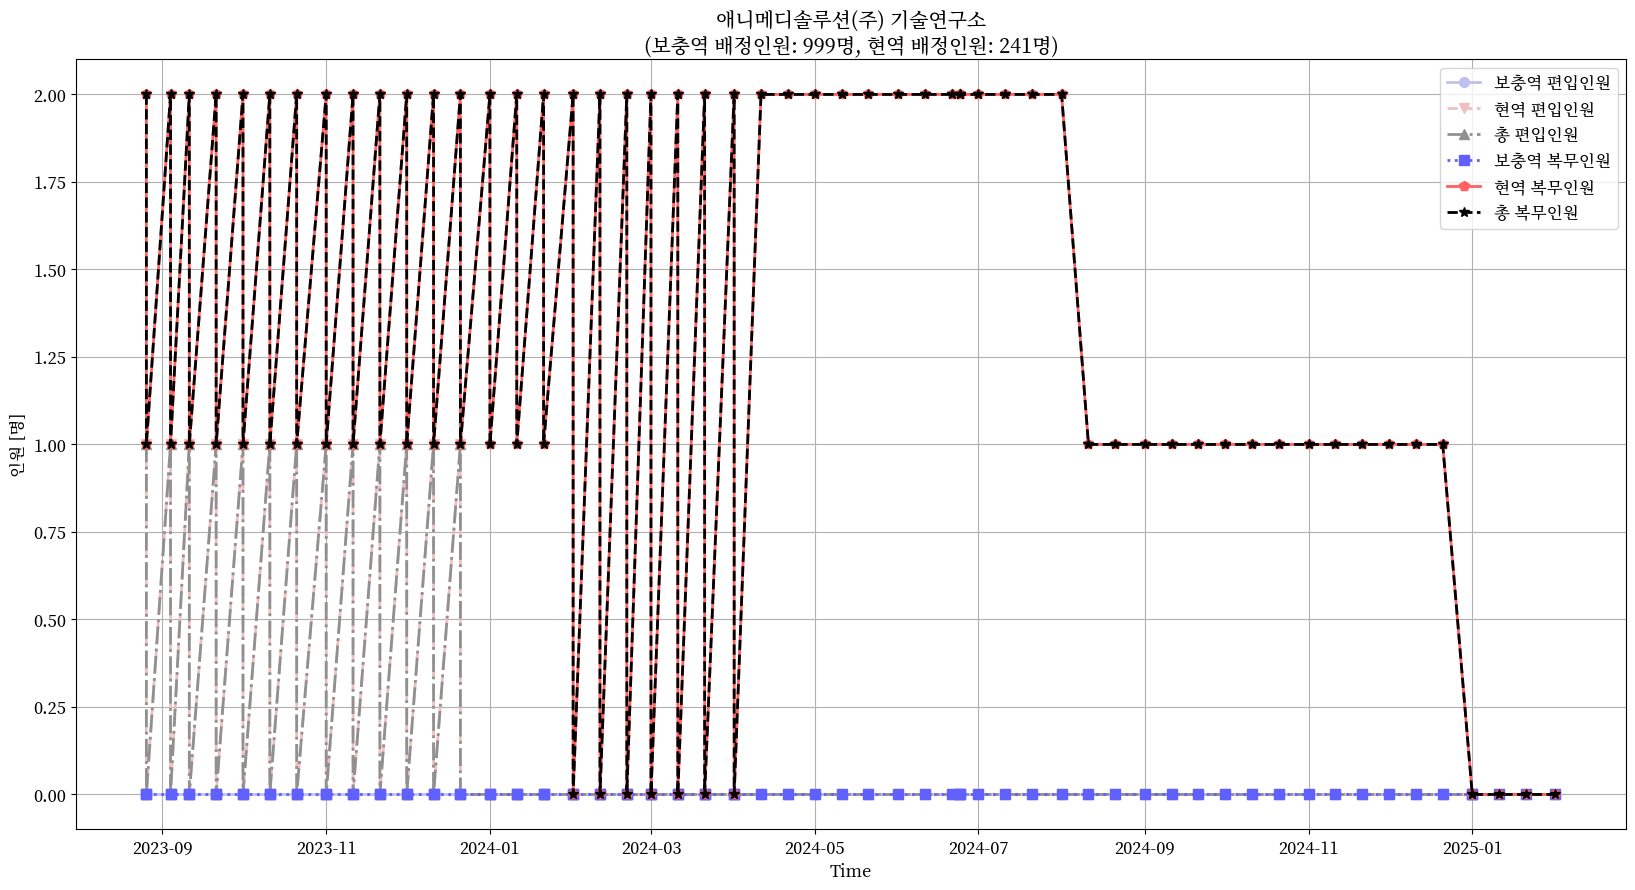 애니메디솔루션(주) 기술연구소
(보충역 배정인원: 999명, 현역 배정인원: 241명)
보충역 편입인원
현역 편입인원
총 편입인원
보충역 복무인원
현역 복무인원
총 복무인원
인원 [명]
2.00
1.75
1.50
1.25
1.00
0.75
0.50
0.25
0.00
2023-09
2023-11
2024-01
2024-03
2024-05
2024-07
2024-09
2024-11
2025-01
Time